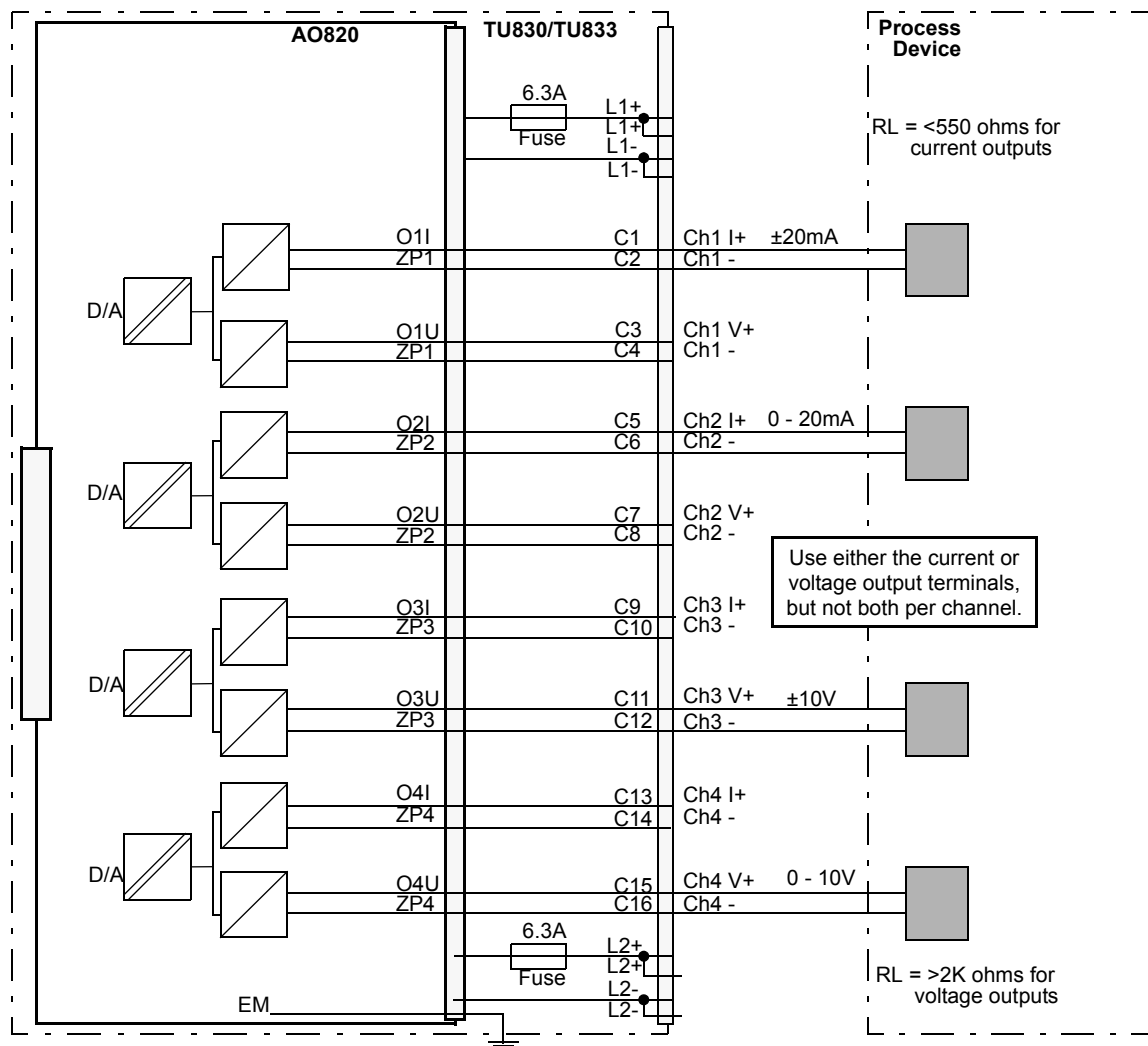 AO820
TU830/TU833
Process
Device
6.3A
Fuse
L1+
L1+
L1-
L1-
RL = <550 ohms for
current outputs
D/A
O1I
ZP1
C1
C2
Ch1 I+
Ch1 -
±20mA
O1U
ZP1
C3
C4
Ch1 V+
Ch1 -
D/A
O2I
ZP2
C5
C6
Ch2 I+
Ch2 -
0 - 20mA
O2U
ZP2
C7
C8
Ch2 V+
Ch2 -
Use either the current or
voltage output terminals,
but not both per channel.
D/A
O3I
ZP3
C9
C10
Ch3 I+
Ch3 -
O3U
ZP3
C11
C12
Ch3 V+
Ch3 -
±10V
D/A
O4I
ZP4
C13
C14
Ch4 I+
Ch4 -
O4U
ZP4
C15
C16
Ch4 V+
Ch4 -
0 - 10V
6.3A
Fuse
L2+
L2+
L2-
L2-
RL = >2K ohms for
voltage outputs
EM